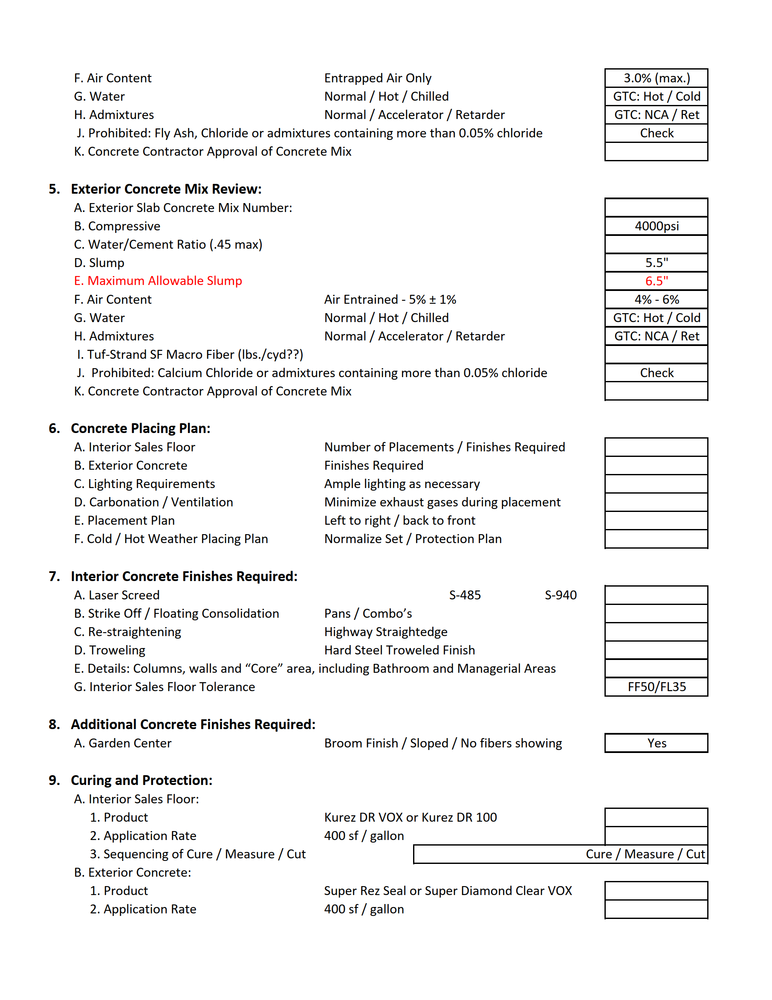 F. Air Content Entrapped Air Only 3.0% (max.)
G. Water Normal / Hot / Chilled GTC: Hot / Cold
H. Admixtures Normal / Accelerator / Retarder GTC: NCA / Ret
J. Prohibited: Fly Ash, Chloride or admixtures containing more than 0.05% chloride Check
K. Concrete Contractor Approval of Concrete Mix
5. Exterior Concrete Mix Review:
A. Exterior Slab Concrete Mix Number:
B. Compressive 4000psi
C. Water/Cement Ratio (.45 max)
D. Slump 5.5"
E. Maximum Allowable Slump 6.5"
F. Air Content Air Entrained - 5% ± 1% 4% - 6%
G. Water Normal / Hot / Chilled GTC: Hot / Cold
H. Admixtures Normal / Accelerator / Retarder GTC: NCA / Ret
I. Tuf-Strand SF Macro Fiber (lbs./cyd??)
J. Prohibited: Calcium Chloride or admixtures containing more than 0.05% chloride Check
K. Concrete Contractor Approval of Concrete Mix
6. Concrete Placing Plan:
A. Interior Sales Floor Number of Placements / Finishes Required
B. Exterior Concrete Finishes Required
C. Lighting Requirements Ample lighting as necessary
D. Carbonation / Ventilation Minimize exhaust gases during placement
E. Placement Plan Left to right / back to front
F. Cold / Hot Weather Placing Plan Normalize Set / Protection Plan
7. Interior Concrete Finishes Required:
A. Laser Screed S-485 S-940
B. Strike Off / Floating Consolidation Pans / Combo’s
C. Re-straightening Highway Straightedge
D. Troweling Hard Steel Troweled Finish
E. Details: Columns, walls and “Core” area, including Bathroom and Managerial Areas
G. Interior Sales Floor Tolerance FF50/FL35
8. Additional Concrete Finishes Required:
A. Garden Center Broom Finish / Sloped / No fibers showing Yes
9. Curing and Protection:
A. Interior Sales Floor:
1. Product Kurez DR VOX or Kurez DR 100
2. Application Rate 400 sf / gallon
3. Sequencing of Cure / Measure / Cut Cure / Measure / Cut
B. Exterior Concrete:
1. Product Super Rez Seal or Super Diamond Clear VOX
2. Application Rate 400 sf / gallon